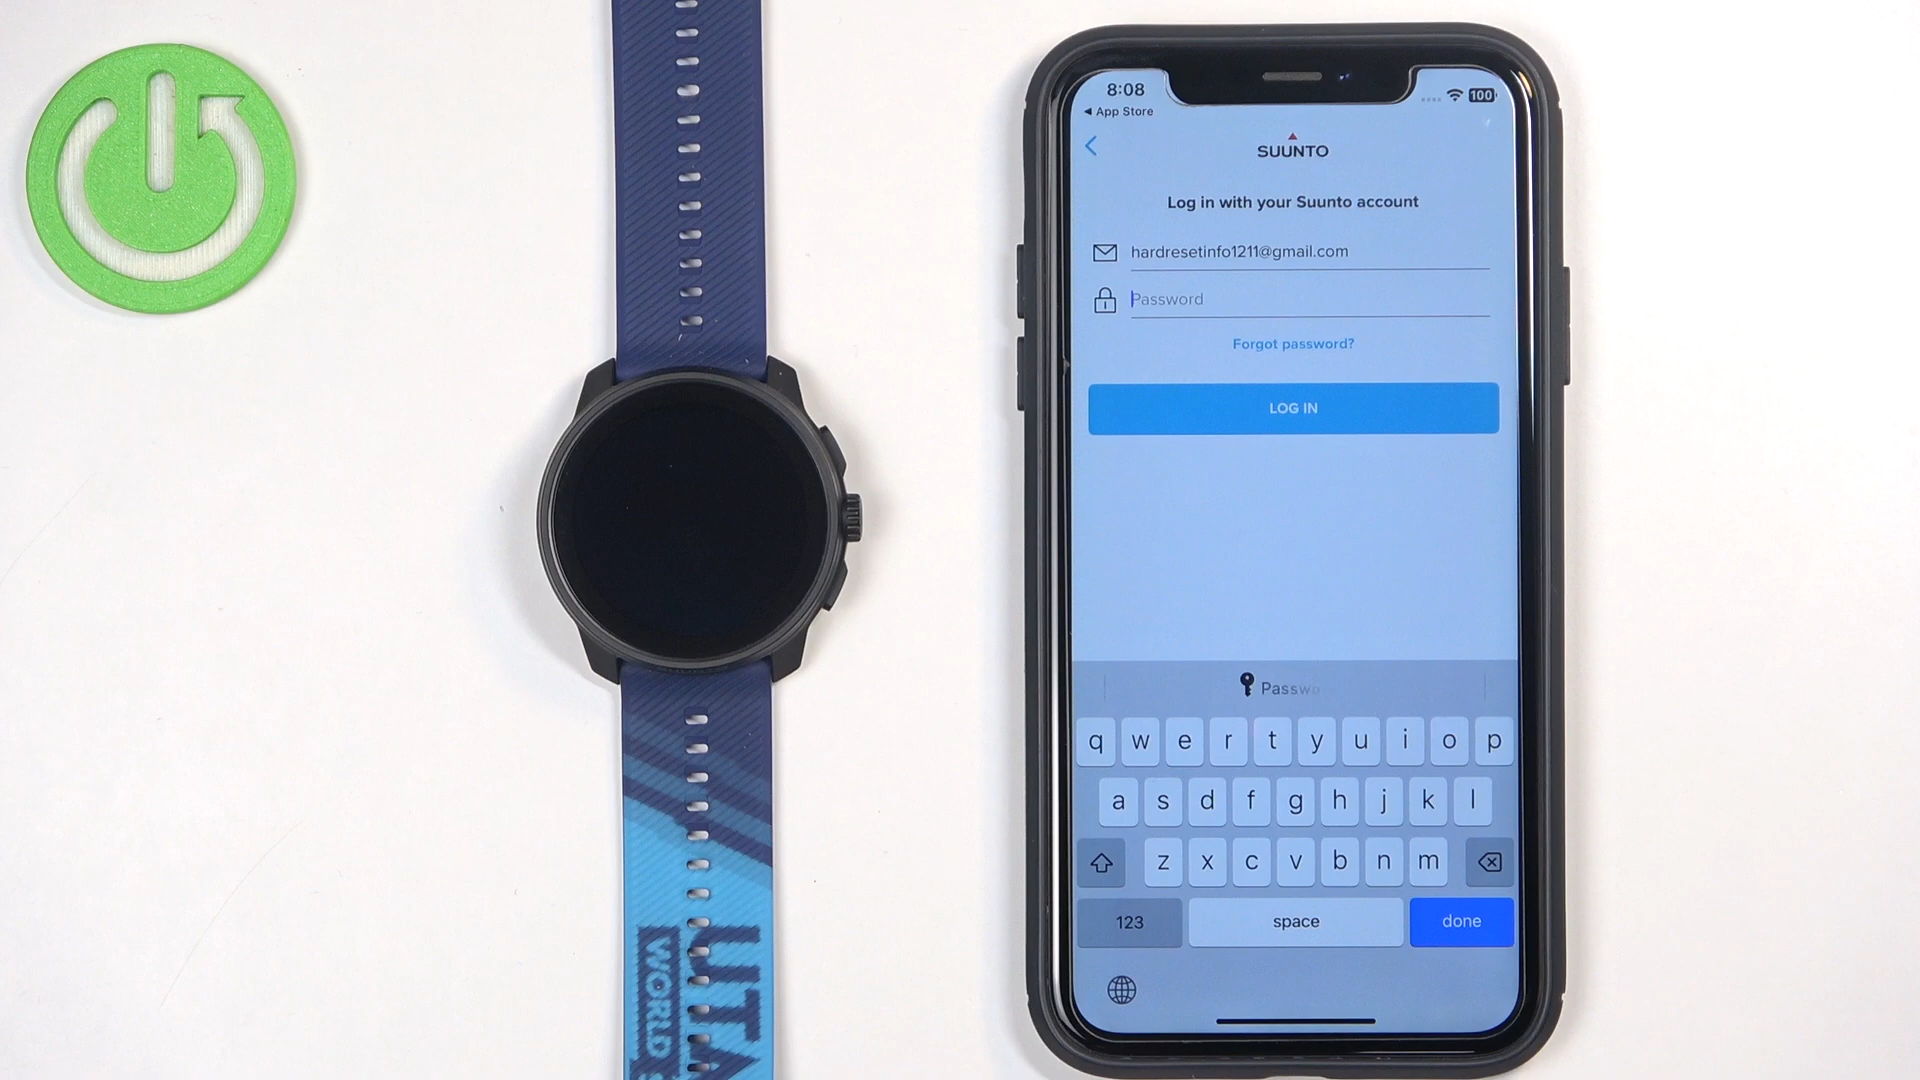 8:08
100
◀ App Store
SUUNTO
Log in with your Suunto account
hardresetinfo1211@gmail.com
Password
Forgot password?
LOG IN
Passwo
q w e r t y u i o p
a s d f g h j k l
z x c v b n m
123 space done
WORLD